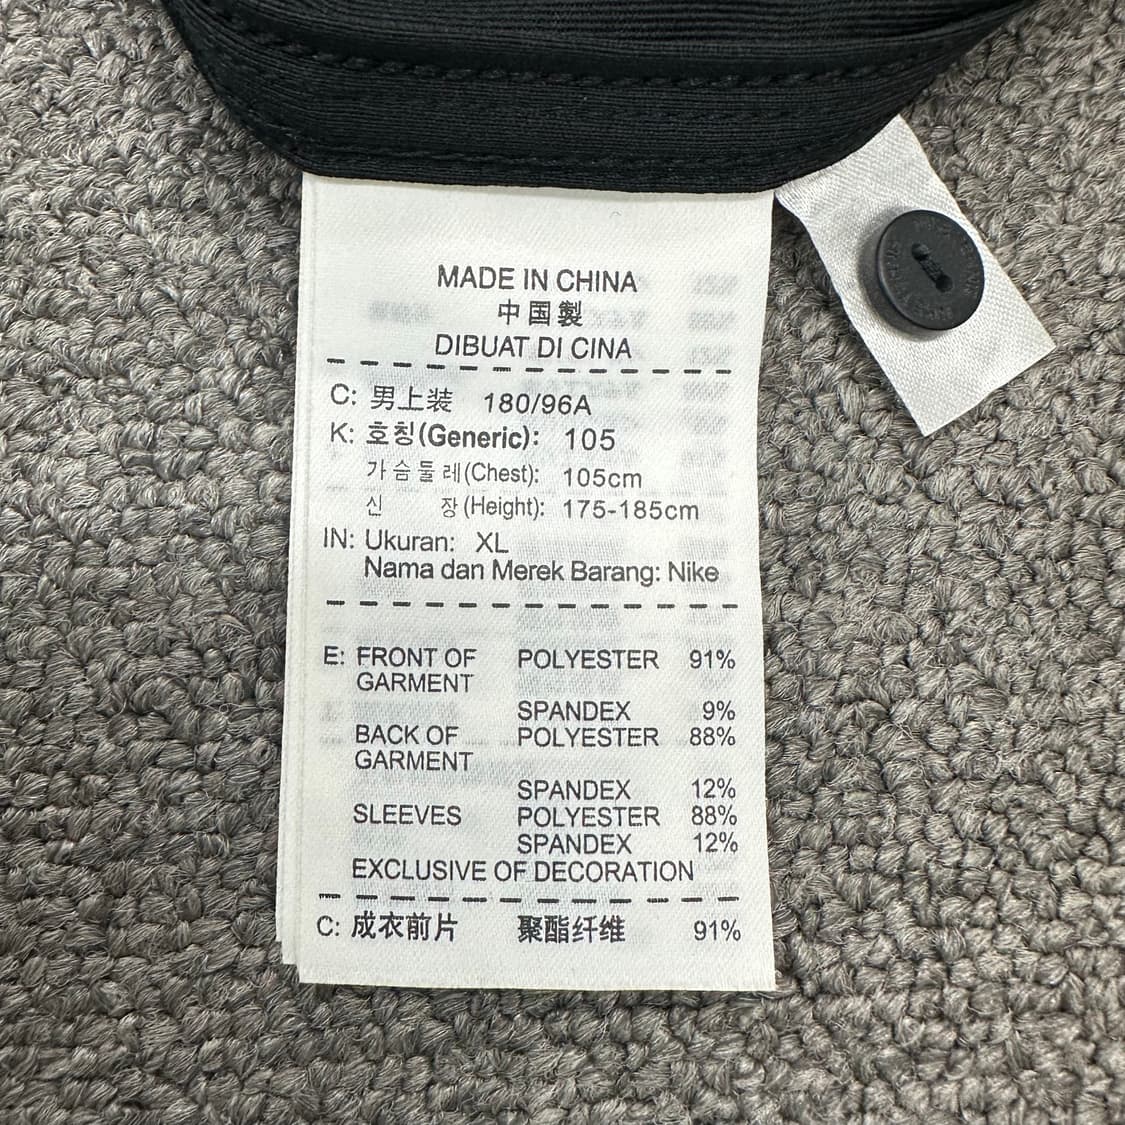 MADE IN CHINA
中国製
DIBUAT DI CINA
C: 男上装 180/96A
K: 호칭(Generic): 105
가슴둘레(Chest): 105cm
신 장(Height): 175-185cm
IN: Ukuran: XL
Nama dan Merek Barang: Nike
E: FRONT OF GARMENT POLYESTER 91%
SPANDEX 9%
BACK OF GARMENT POLYESTER 88%
SPANDEX 12%
SLEEVES POLYESTER 88%
SPANDEX 12%
EXCLUSIVE OF DECORATION
C: 成衣前片 聚酯纤维 91%